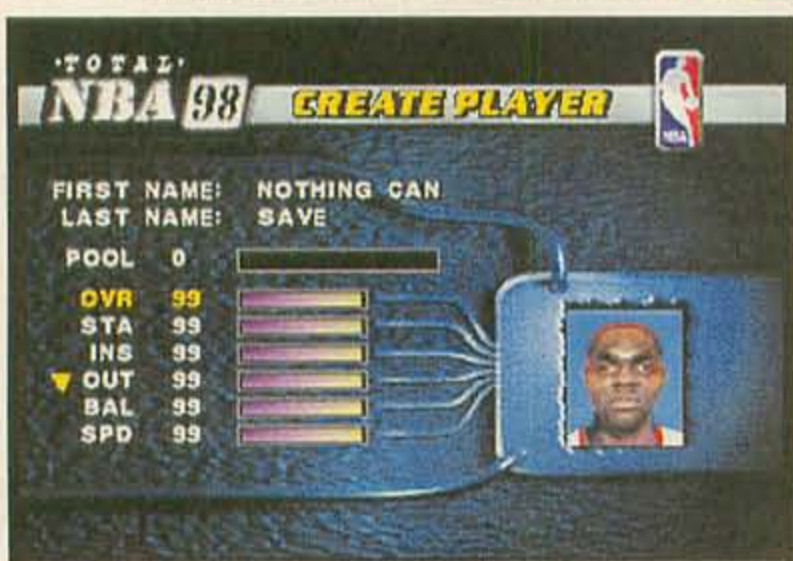 ·TOTAL·
NBA 98
CREATE PLAYER
NBA
FIRST NAME: NOTHING CAN
LAST NAME: SAVE
POOL 0
OVR 99
STA 99
INS 99
OUT 99
BAL 99
SPD 99